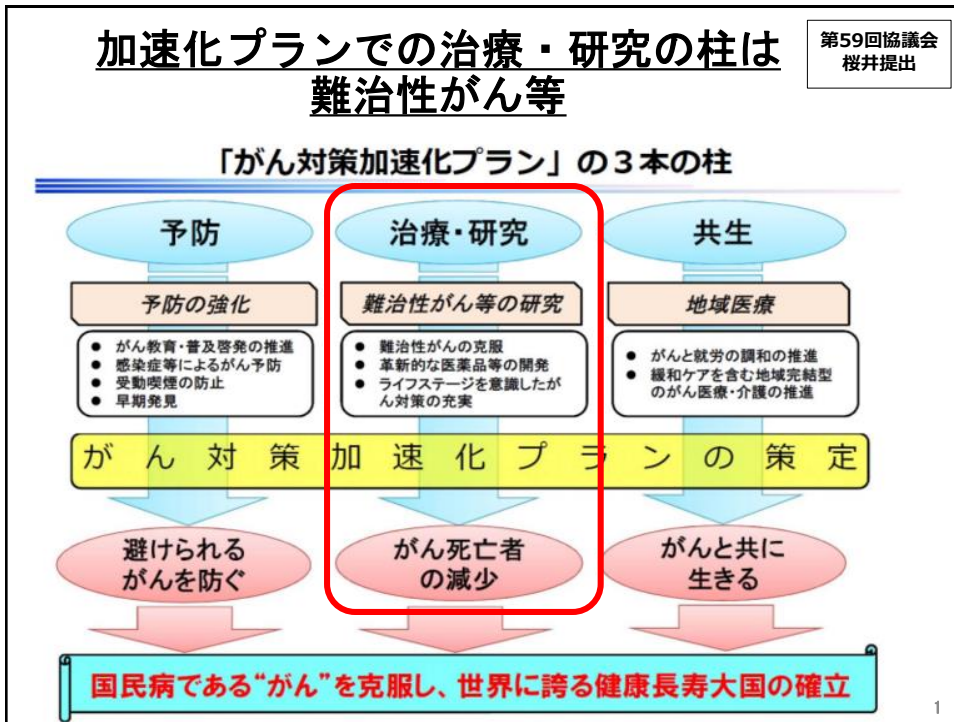 加速化プランでの治療・研究の柱は
難治性がん等
第59回協議会
桜井提出
「がん対策加速化プラン」の３本の柱
予防
予防の強化
● がん教育・普及啓発の推進
● 感染症等によるがん予防
● 受動喫煙の防止
● 早期発見
治療・研究
難治性がん等の研究
● 難治性がんの克服
● 革新的な医薬品等の開発
● ライフステージを意識したが
ん対策の充実
共生
地域医療
● がんと就労の調和の推進
● 緩和ケアを含む地域完結型
のがん医療・介護の推進
がん対策加速化プランの策定
避けられる
がんを防ぐ
がん死亡者
の減少
がんと共に
生きる
国民病である“がん”を克服し、世界に誇る健康長寿大国の確立
1